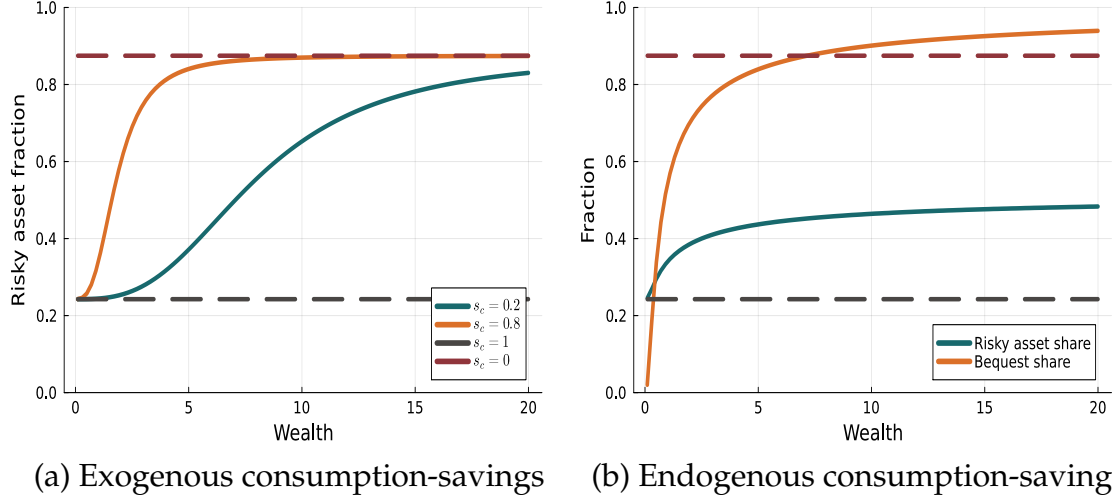 1.0
0.8
0.6
0.4
0.2
0.0
Risky asset fraction
0
5
10
15
20
Wealth
s_c = 0.2
s_c = 0.8
s_c = 1
s_c = 0
(a) Exogenous consumption-savings
1.0
0.8
0.6
0.4
0.2
0.0
Fraction
0
5
10
15
20
Wealth
Risky asset share
Bequest share
(b) Endogenous consumption-saving